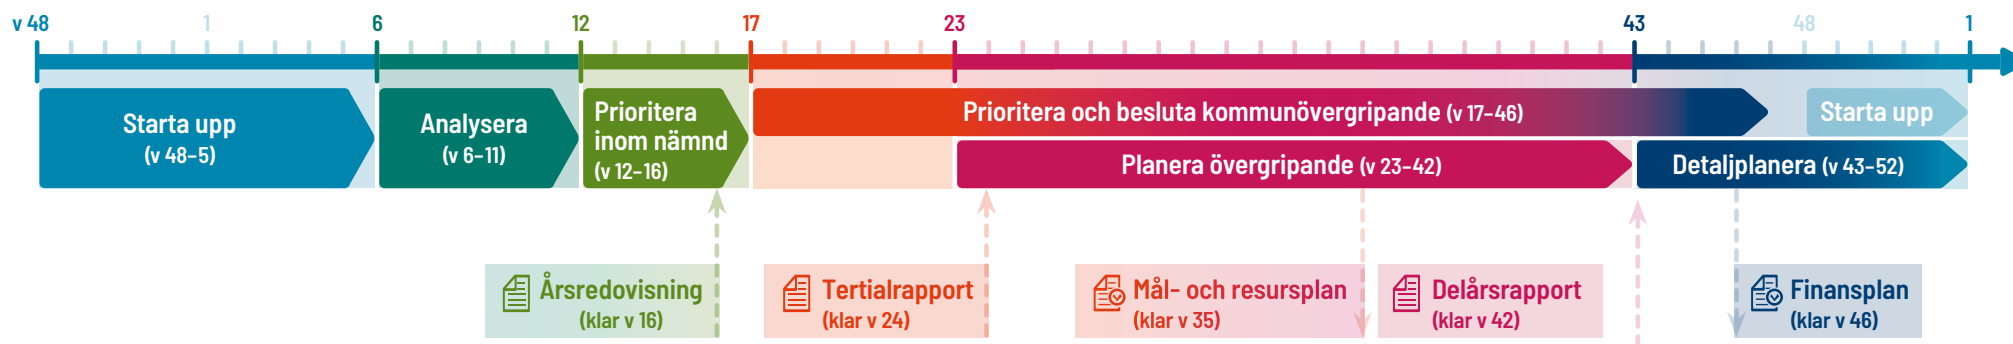 v 48
1
6
12
17
23
43
48
1
Starta upp
(v 48–5)
Analysera
(v 6–11)
Prioritera
inom nämnd
(v 12–16)
Prioritera och besluta kommunövergripande (v 17–46)
Starta upp
Planera övergripande (v 23–42)
Detaljplanera (v 43–52)
Årsredovisning
(klar v 16)
Tertialrapport
(klar v 24)
Mål- och resursplan
(klar v 35)
Delårsrapport
(klar v 42)
Finansplan
(klar v 46)